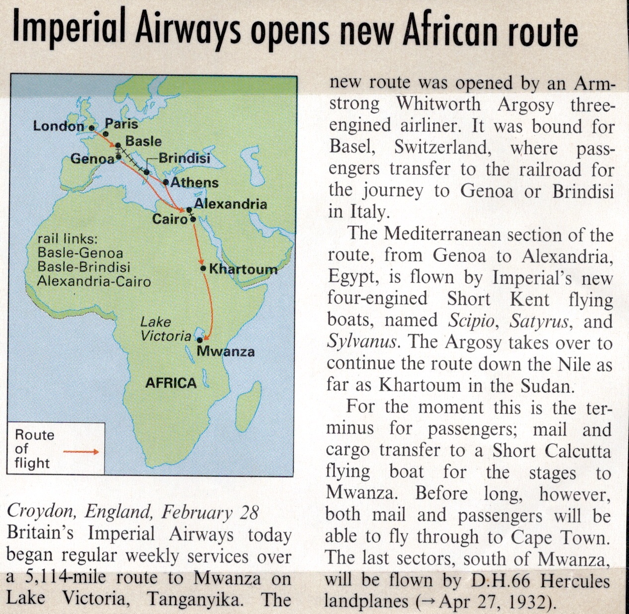 Imperial Airways opens new African route
London
Paris
Basle
Genoa
Brindisi
Athens
Alexandria
Cairo
rail links:
Basle-Genoa
Basle-Brindisi
Alexandria-Cairo
Khartoum
Lake
Victoria
Mwanza
AFRICA
Route
of
flight
Croydon, England, February 28
Britain's Imperial Airways today
began regular weekly services over
a 5,114-mile route to Mwanza on
Lake Victoria, Tanganyika. The
new route was opened by an Arm-
strong Whitworth Argosy three-
engined airliner. It was bound for
Basel, Switzerland, where pass-
engers transfer to the railroad for
the journey to Genoa or Brindisi
in Italy.
The Mediterranean section of the
route, from Genoa to Alexandria,
Egypt, is flown by Imperial's new
four-engined Short Kent flying
boats, named Scipio, Satyrus, and
Sylvanus. The Argosy takes over to
continue the route down the Nile as
far as Khartoum in the Sudan.
For the moment this is the ter-
minus for passengers; mail and
cargo transfer to a Short Calcutta
flying boat for the stages to
Mwanza. Before long, however,
both mail and passengers will be
able to fly through to Cape Town.
The last sectors, south of Mwanza,
will be flown by D.H.66 Hercules
landplanes (→ Apr 27, 1932).